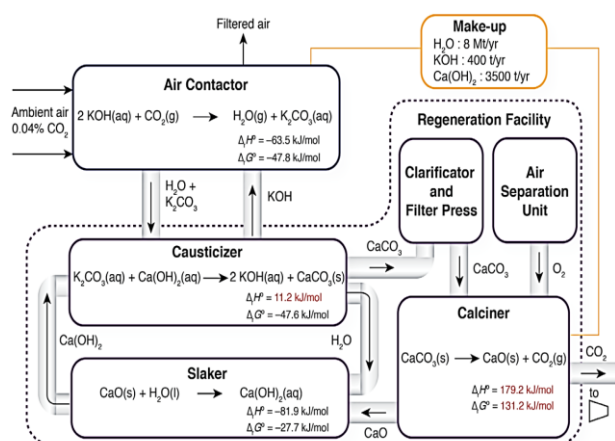 Filtered air
Make-up
H₂O : 8 Mt/yr
KOH : 400 t/yr
Ca(OH)₂ : 3500 t/yr
Air Contactor
Ambient air
0.04% CO₂
2 KOH(aq) + CO₂(g) → H₂O(g) + K₂CO₃(aq)
ΔᵣH° = −63.5 kJ/mol
ΔᵣG° = −47.8 kJ/mol
Regeneration Facility
H₂O +
K₂CO₃
KOH
Clarificator
and
Filter Press
Air
Separation
Unit
Causticizer
K₂CO₃(aq) + Ca(OH)₂(aq) → 2 KOH(aq) + CaCO₃(s)
ΔᵣH° = 11.2 kJ/mol
ΔᵣG° = −47.6 kJ/mol
CaCO₃
CaCO₃
O₂
Calciner
CaCO₃(s) → CaO(s) + CO₂(g)
ΔᵣH° = 179.2 kJ/mol
ΔᵣG° = 131.2 kJ/mol
CO₂
to
Ca(OH)₂
H₂O
Slaker
CaO(s) + H₂O(l) → Ca(OH)₂(aq)
ΔᵣH° = −81.9 kJ/mol
ΔᵣG° = −27.7 kJ/mol
CaO